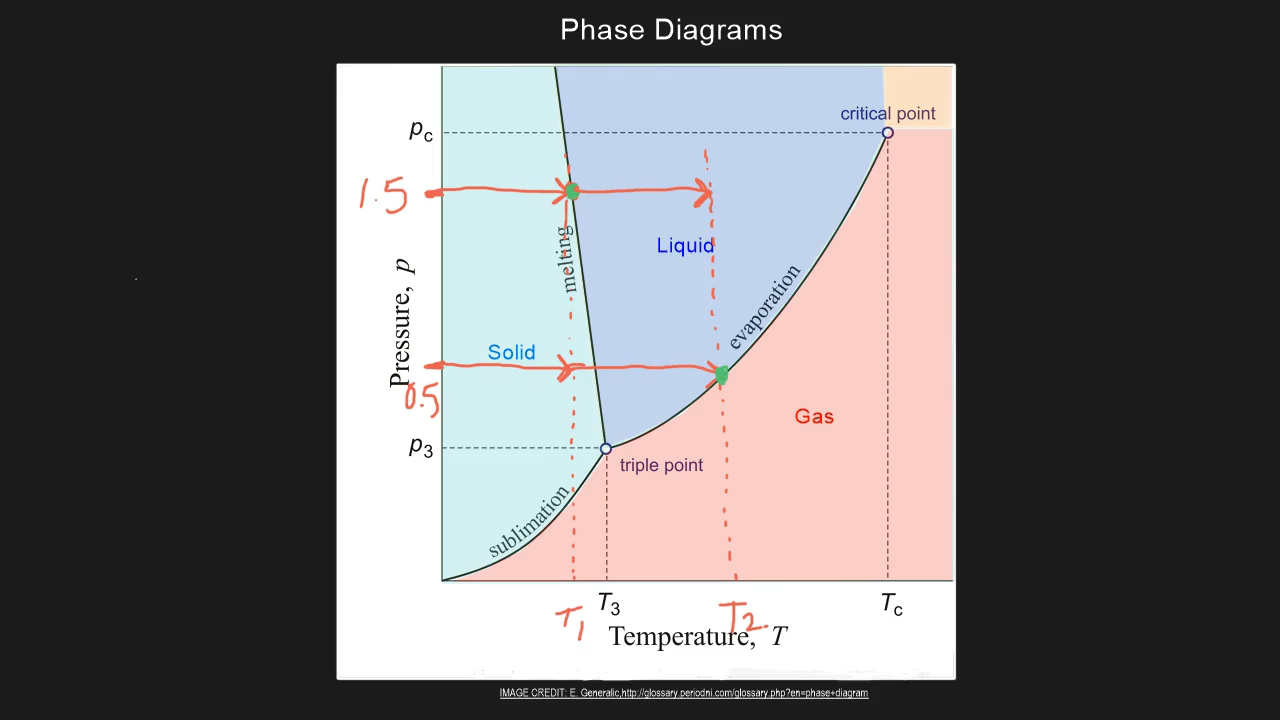 Phase Diagrams
critical point
pc
1.5
melting
Liquid
evaporation
Pressure, p
Solid
0.5
Gas
p3
triple point
sublimation
T1
T3
T2.
Tc
Temperature, T
IMAGE CREDIT: E. Generalic,http://glossary.periodni.com/glossary.php?en=phase+diagram